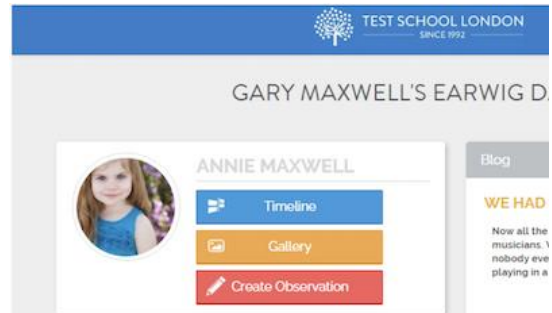 TEST SCHOOL LONDON
SINCE 1992
GARY MAXWELL'S EARWIG
ANNIE MAXWELL
Timeline
Gallery
Create Observation
Blog
WE HAD
Now all the
musicians.
nobody eve
playing in a